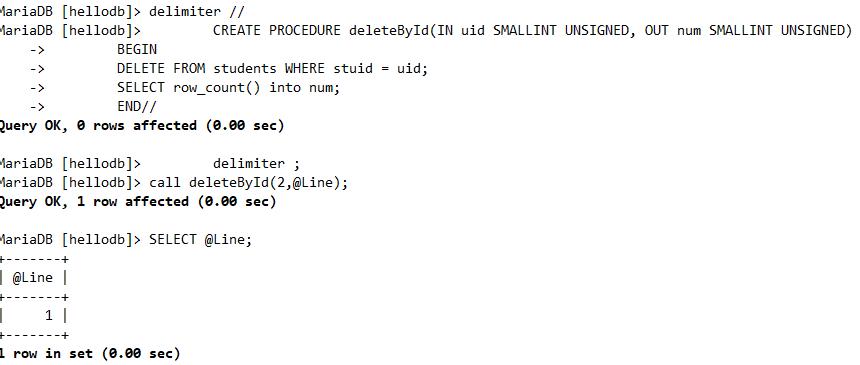 MariaDB [hellodb]> delimiter //
MariaDB [hellodb]>         CREATE PROCEDURE deleteById(IN uid SMALLINT UNSIGNED, OUT num SMALLINT UNSIGNED)
    ->         BEGIN
    ->         DELETE FROM students WHERE stuid = uid;
    ->         SELECT row_count() into num;
    ->         END//
Query OK, 0 rows affected (0.00 sec)

MariaDB [hellodb]>         delimiter ;
MariaDB [hellodb]> call deleteById(2,@Line);
Query OK, 1 row affected (0.00 sec)

MariaDB [hellodb]> SELECT @Line;
+-------+
| @Line |
+-------+
|     1 |
+-------+
1 row in set (0.00 sec)